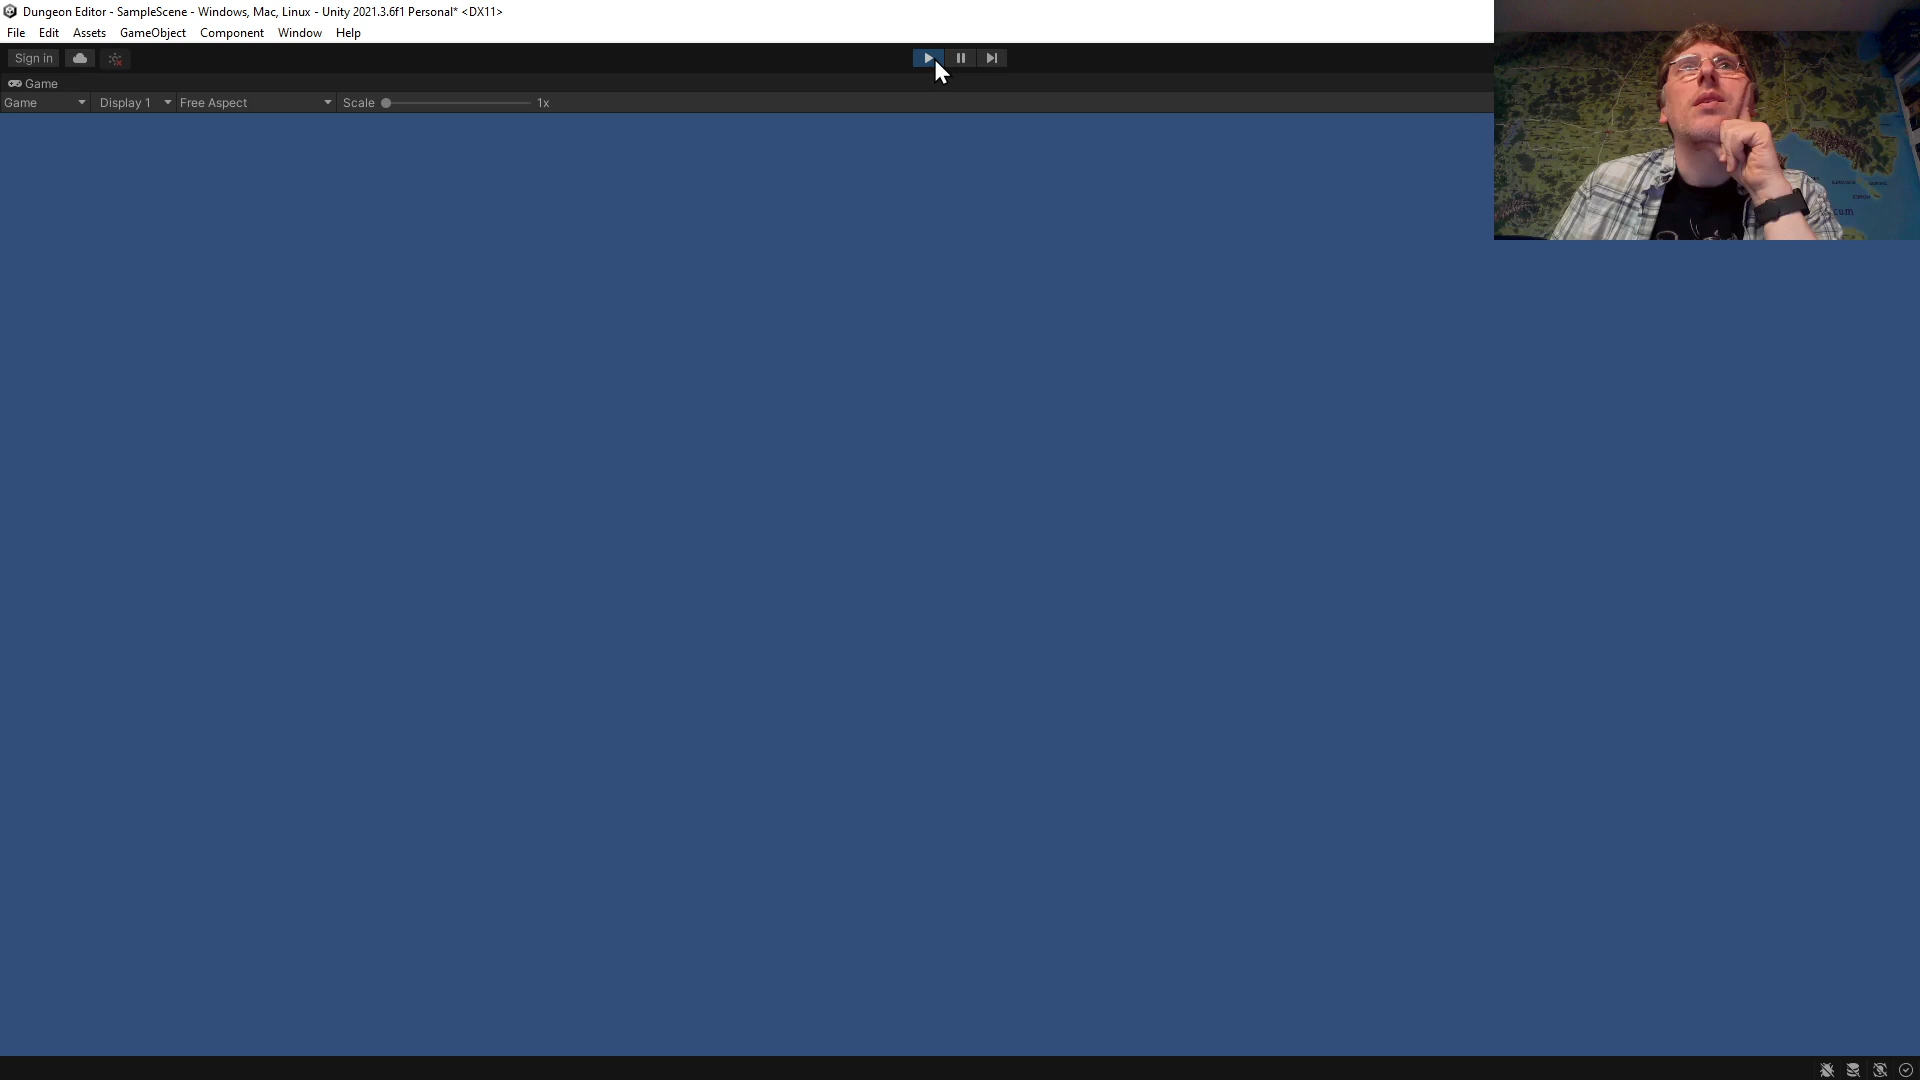 Dungeon Editor - SampleScene - Windows, Mac, Linux - Unity 2021.3.6f1 Personal* <DX11>
File Edit Assets GameObject Component Window Help
Sign in
Game
Game Display 1 Free Aspect Scale 1x